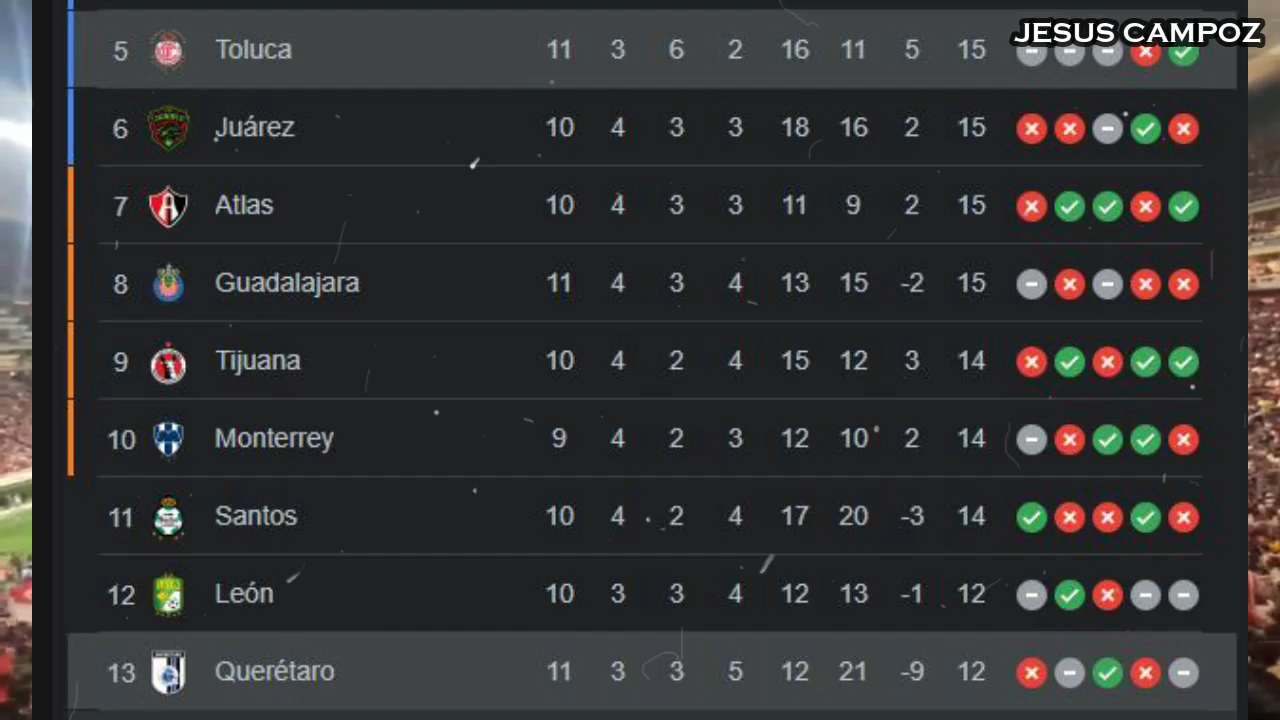 JESUS CAMPOZ
5 Toluca 11 3 6 2 16 11 5 15
6 Juárez 10 4 3 3 18 16 2 15
7 Atlas 10 4 3 3 11 9 2 15
8 Guadalajara 11 4 3 4 13 15 -2 15
9 Tijuana 10 4 2 4 15 12 3 14
10 Monterrey 9 4 2 3 12 10 2 14
11 Santos 10 4 2 4 17 20 -3 14
12 León 10 3 3 4 12 13 -1 12
13 Querétaro 11 3 3 5 12 21 -9 12